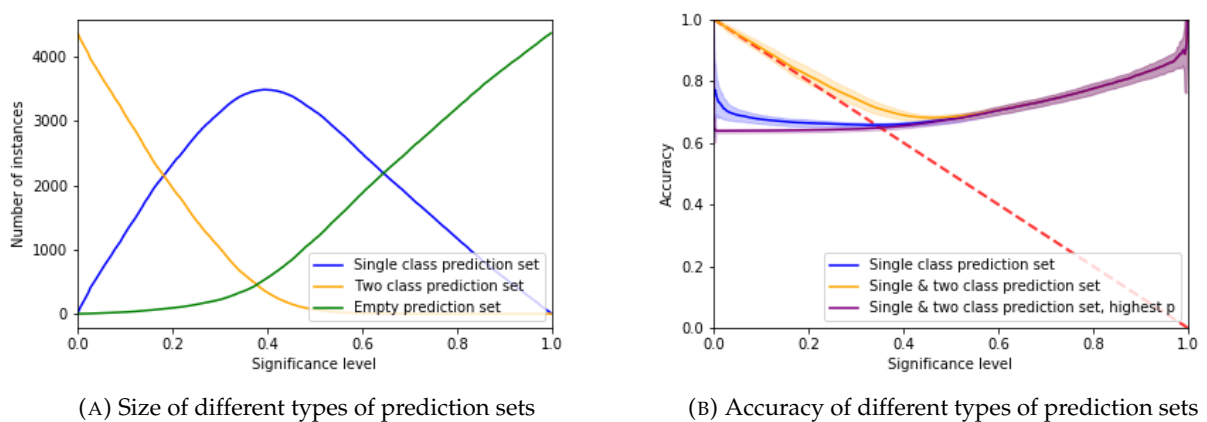 4000
3000
2000
1000
0
Number of instances
Single class prediction set
Two class prediction set
Empty prediction set
0.0 0.2 0.4 0.6 0.8 1.0
Significance level
(A) Size of different types of prediction sets
1.0
0.8
0.6
0.4
0.2
0.0
Accuracy
Single class prediction set
Single & two class prediction set
Single & two class prediction set, highest p
0.0 0.2 0.4 0.6 0.8 1.0
Significance level
(B) Accuracy of different types of prediction sets